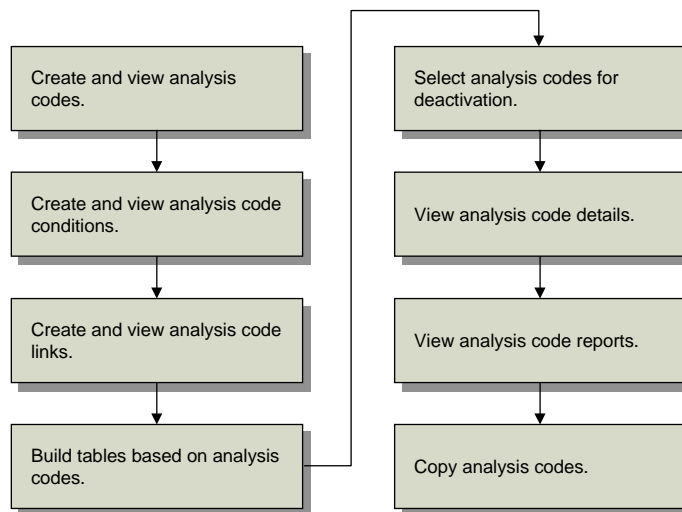 Create and view analysis
codes.
Create and view analysis code
conditions.
Create and view analysis code
links.
Build tables based on analysis
codes.
Select analysis codes for
deactivation.
View analysis code details.
View analysis code reports.
Copy analysis codes.